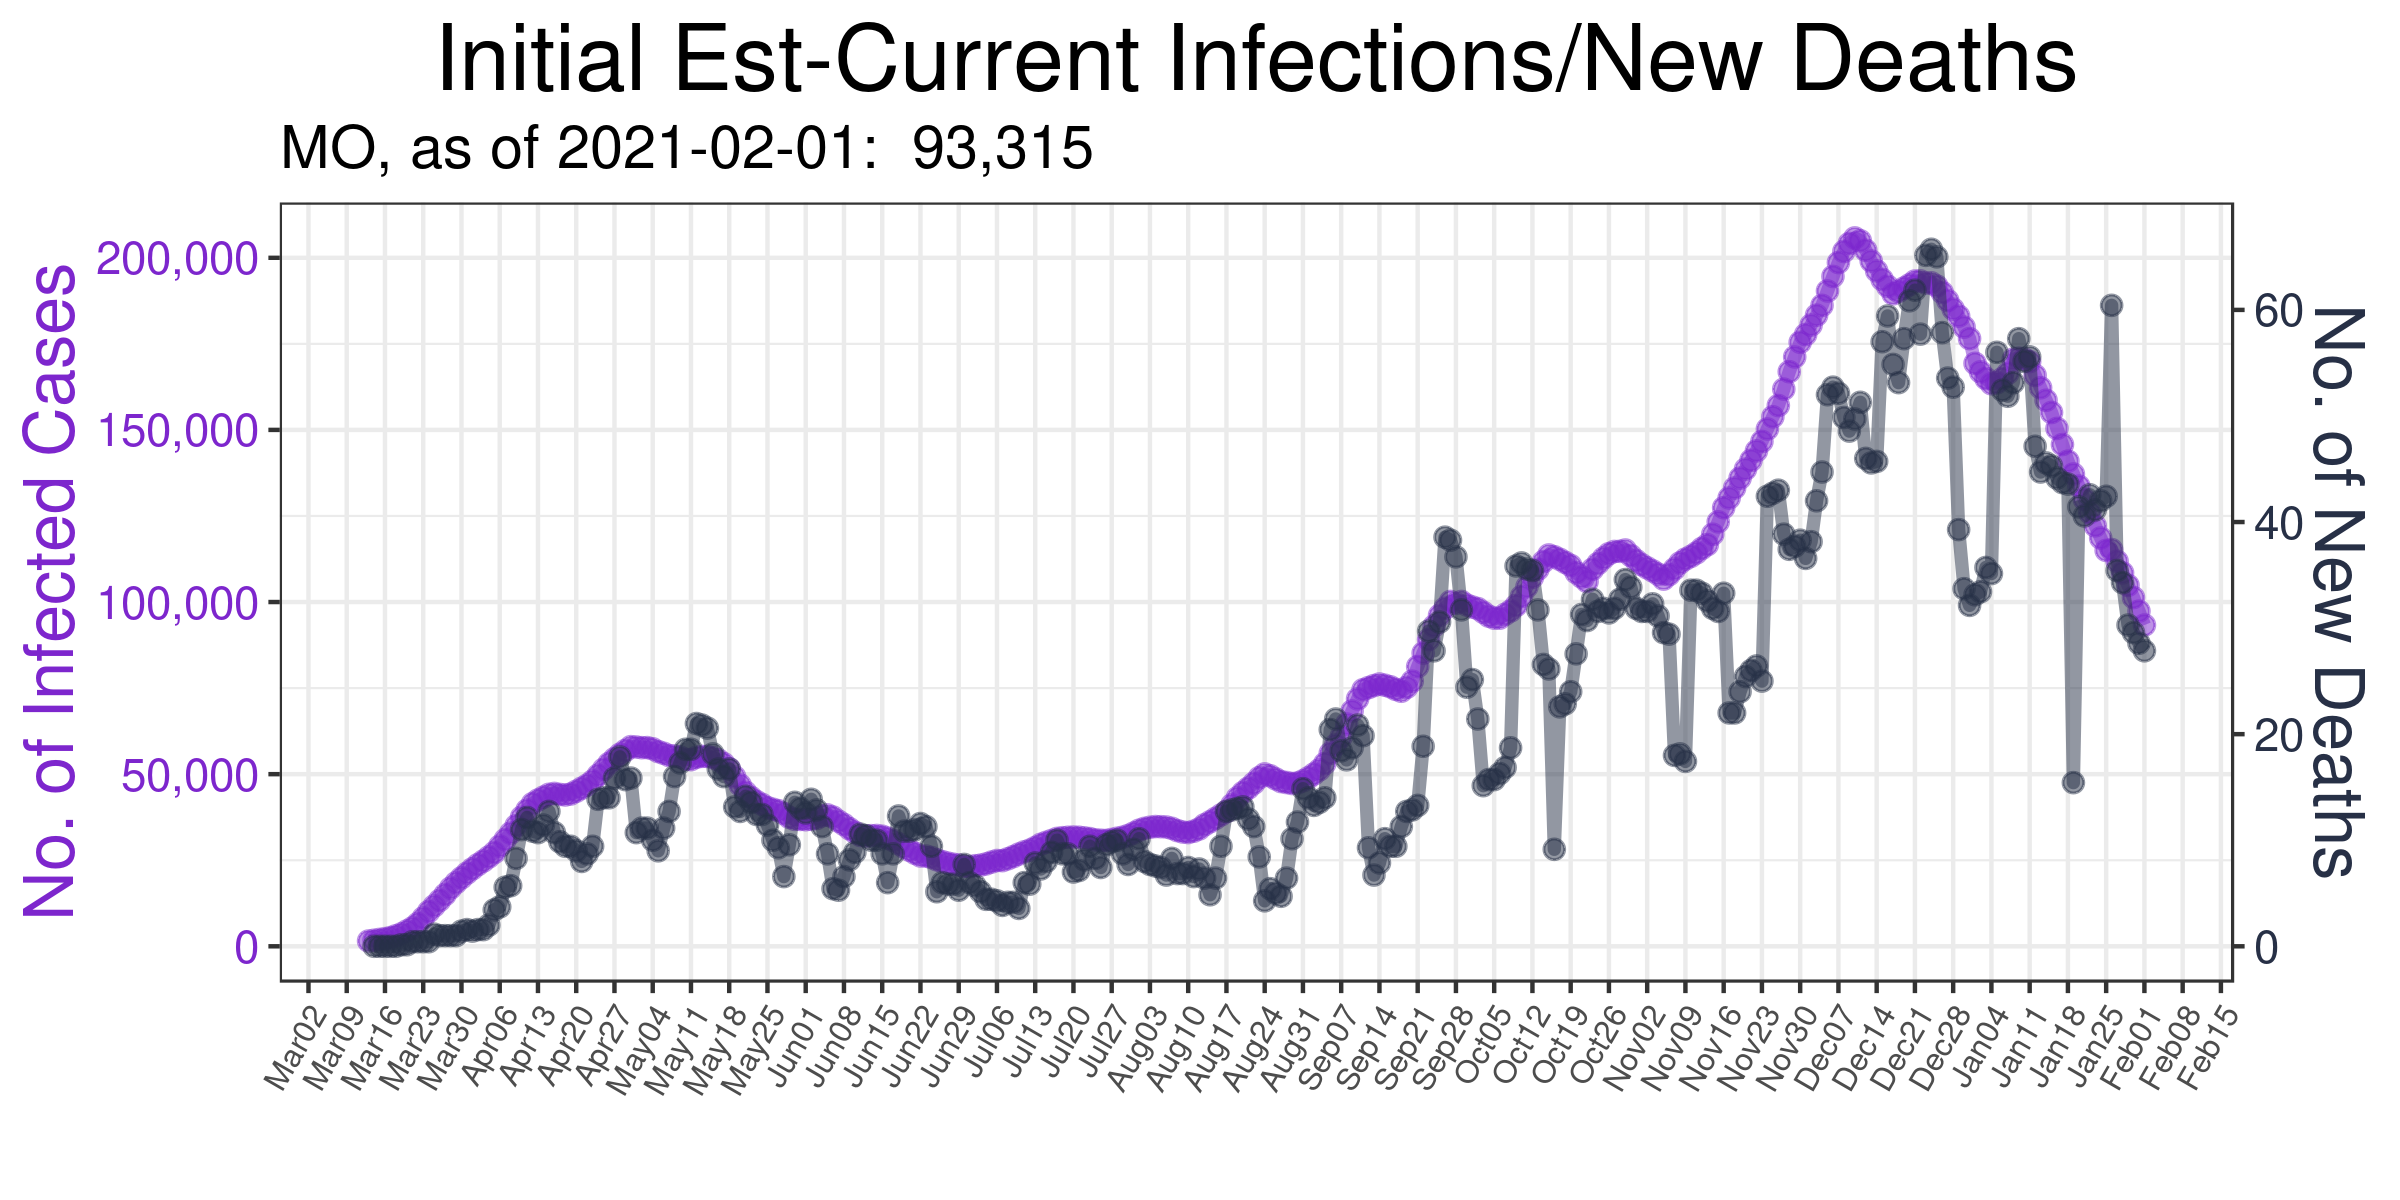 Initial Est-Current Infections/New Deaths
MO, as of 2021-02-01:  93,315
No. of Infected Cases
200,000
150,000
100,000
50,000
0
60
40
20
0
No. of New Deaths
Mar02
Mar09
Mar16
Mar23
Mar30
Apr06
Apr13
Apr20
Apr27
May04
May11
May18
May25
Jun01
Jun08
Jun15
Jun22
Jun29
Jul06
Jul13
Jul20
Jul27
Aug03
Aug10
Aug17
Aug24
Aug31
Sep07
Sep14
Sep21
Sep28
Oct05
Oct12
Oct19
Oct26
Nov02
Nov09
Nov16
Nov23
Nov30
Dec07
Dec14
Dec21
Dec28
Jan04
Jan11
Jan18
Jan25
Feb01
Feb08
Feb15